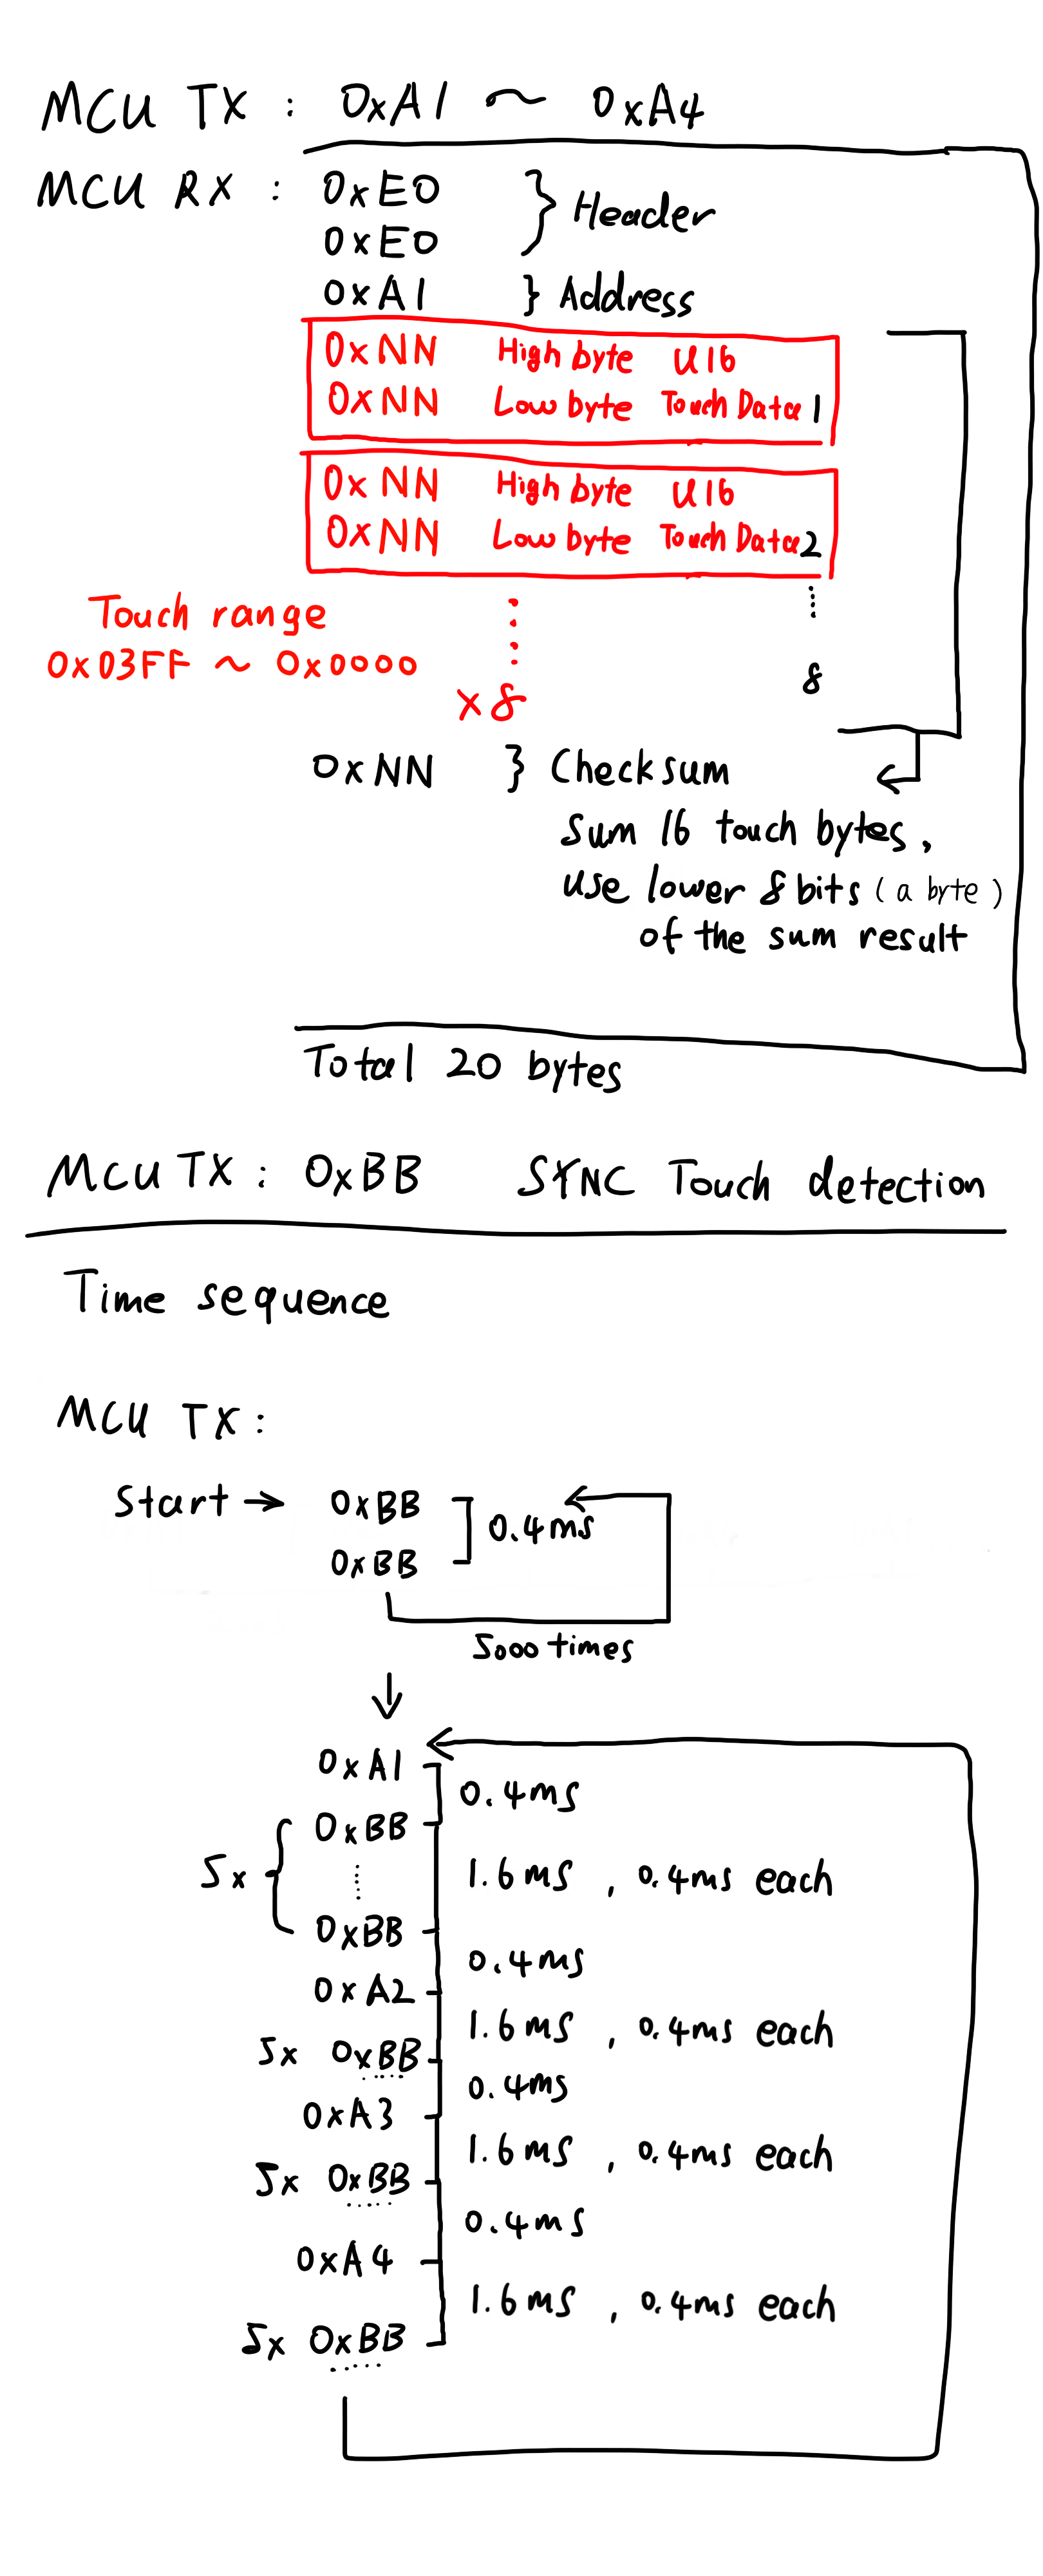 MCU TX : 0xA1 ~ 0xA4
MCU RX : 0xE0
0xE0 } Header
0xA1 } Address
0xNN High byte U16
0xNN Low byte Touch Data 1
0xNN High byte U16
0xNN Low byte Touch Data 2
Touch range
0x03FF ~ 0x0000
x8 8
0xNN } Checksum
Sum 16 touch bytes,
use lower 8 bits (a byte)
of the sum result
Total 20 bytes
MCU TX : 0xBB SYNC Touch detection
Time sequence
MCU TX :
Start → 0xBB
0.4ms
0xBB
5000 times
↓
0xA1
0.4ms
0xBB
5x 1.6ms , 0.4ms each
0xBB
0.4ms
0xA2
1.6ms , 0.4ms each
5x 0xBB
0.4ms
0xA3
1.6ms , 0.4ms each
5x 0xBB
0.4ms
0xA4
1.6ms , 0.4ms each
5x 0xBB